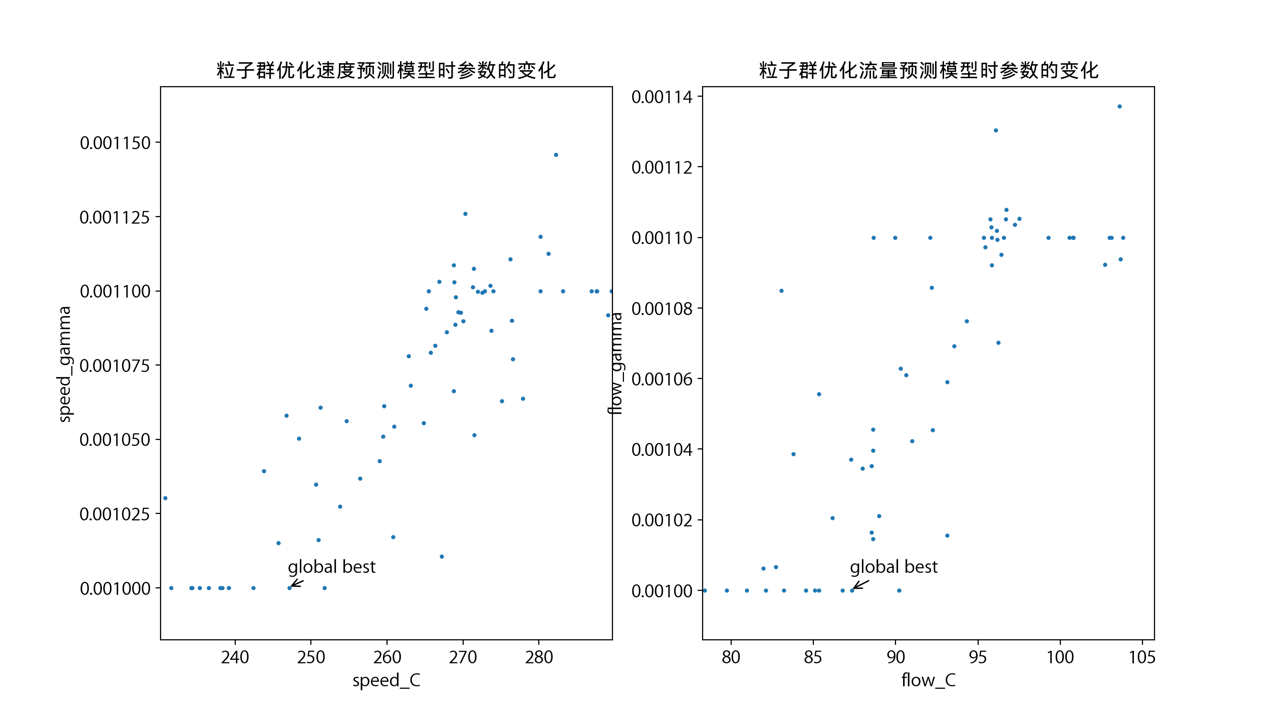 粒子群优化速度预测模型时参数的变化
0.001150
0.001125
0.001100
0.001075
0.001050
0.001025
0.001000
speed_gamma
global best
240 250 260 270 280
speed_C
粒子群优化流量预测模型时参数的变化
0.00114
0.00112
0.00110
0.00108
0.00106
0.00104
0.00102
0.00100
flow_gamma
global best
80 85 90 95 100 105
flow_C